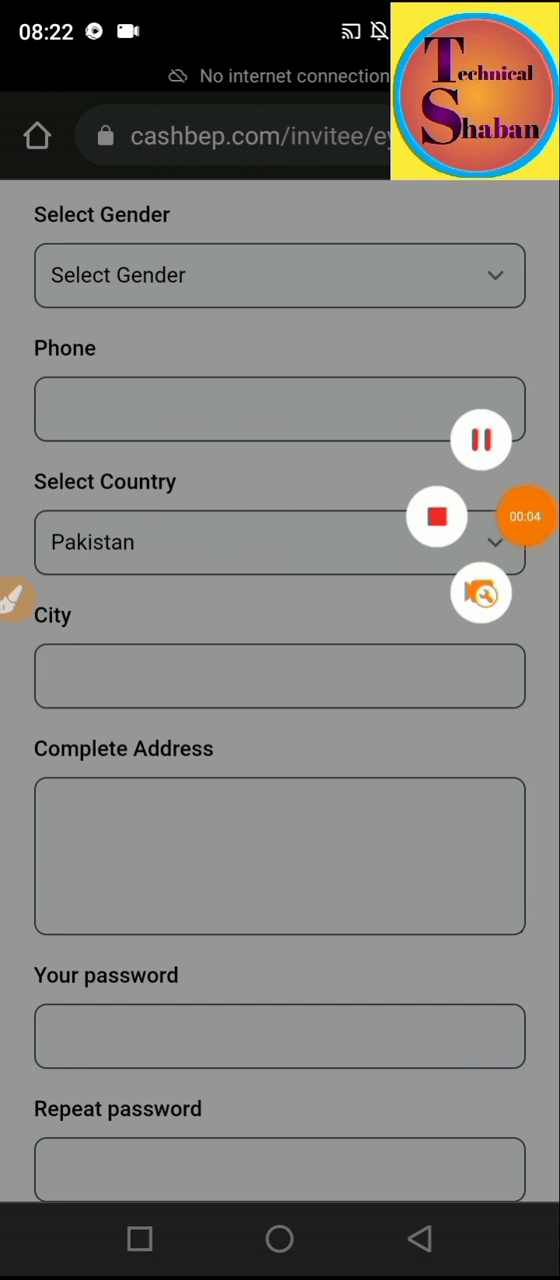 08:22
No internet connection
Technical
Shaban
cashbep.com/invitee/ey
Select Gender
Select Gender
Phone
Select Country
00:04
Pakistan
City
Complete Address
Your password
Repeat password